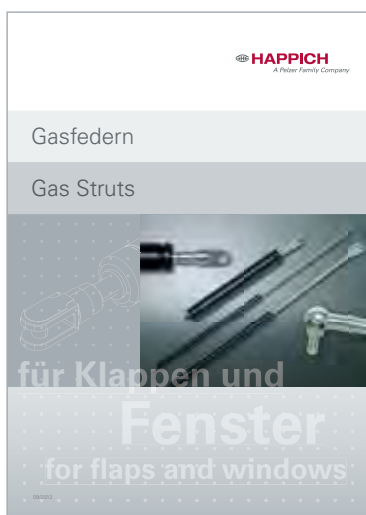 HAPPICH
A Pelzer Family Company
Gasfedern
Gas Struts
für Klappen und
Fenster
for flaps and windows